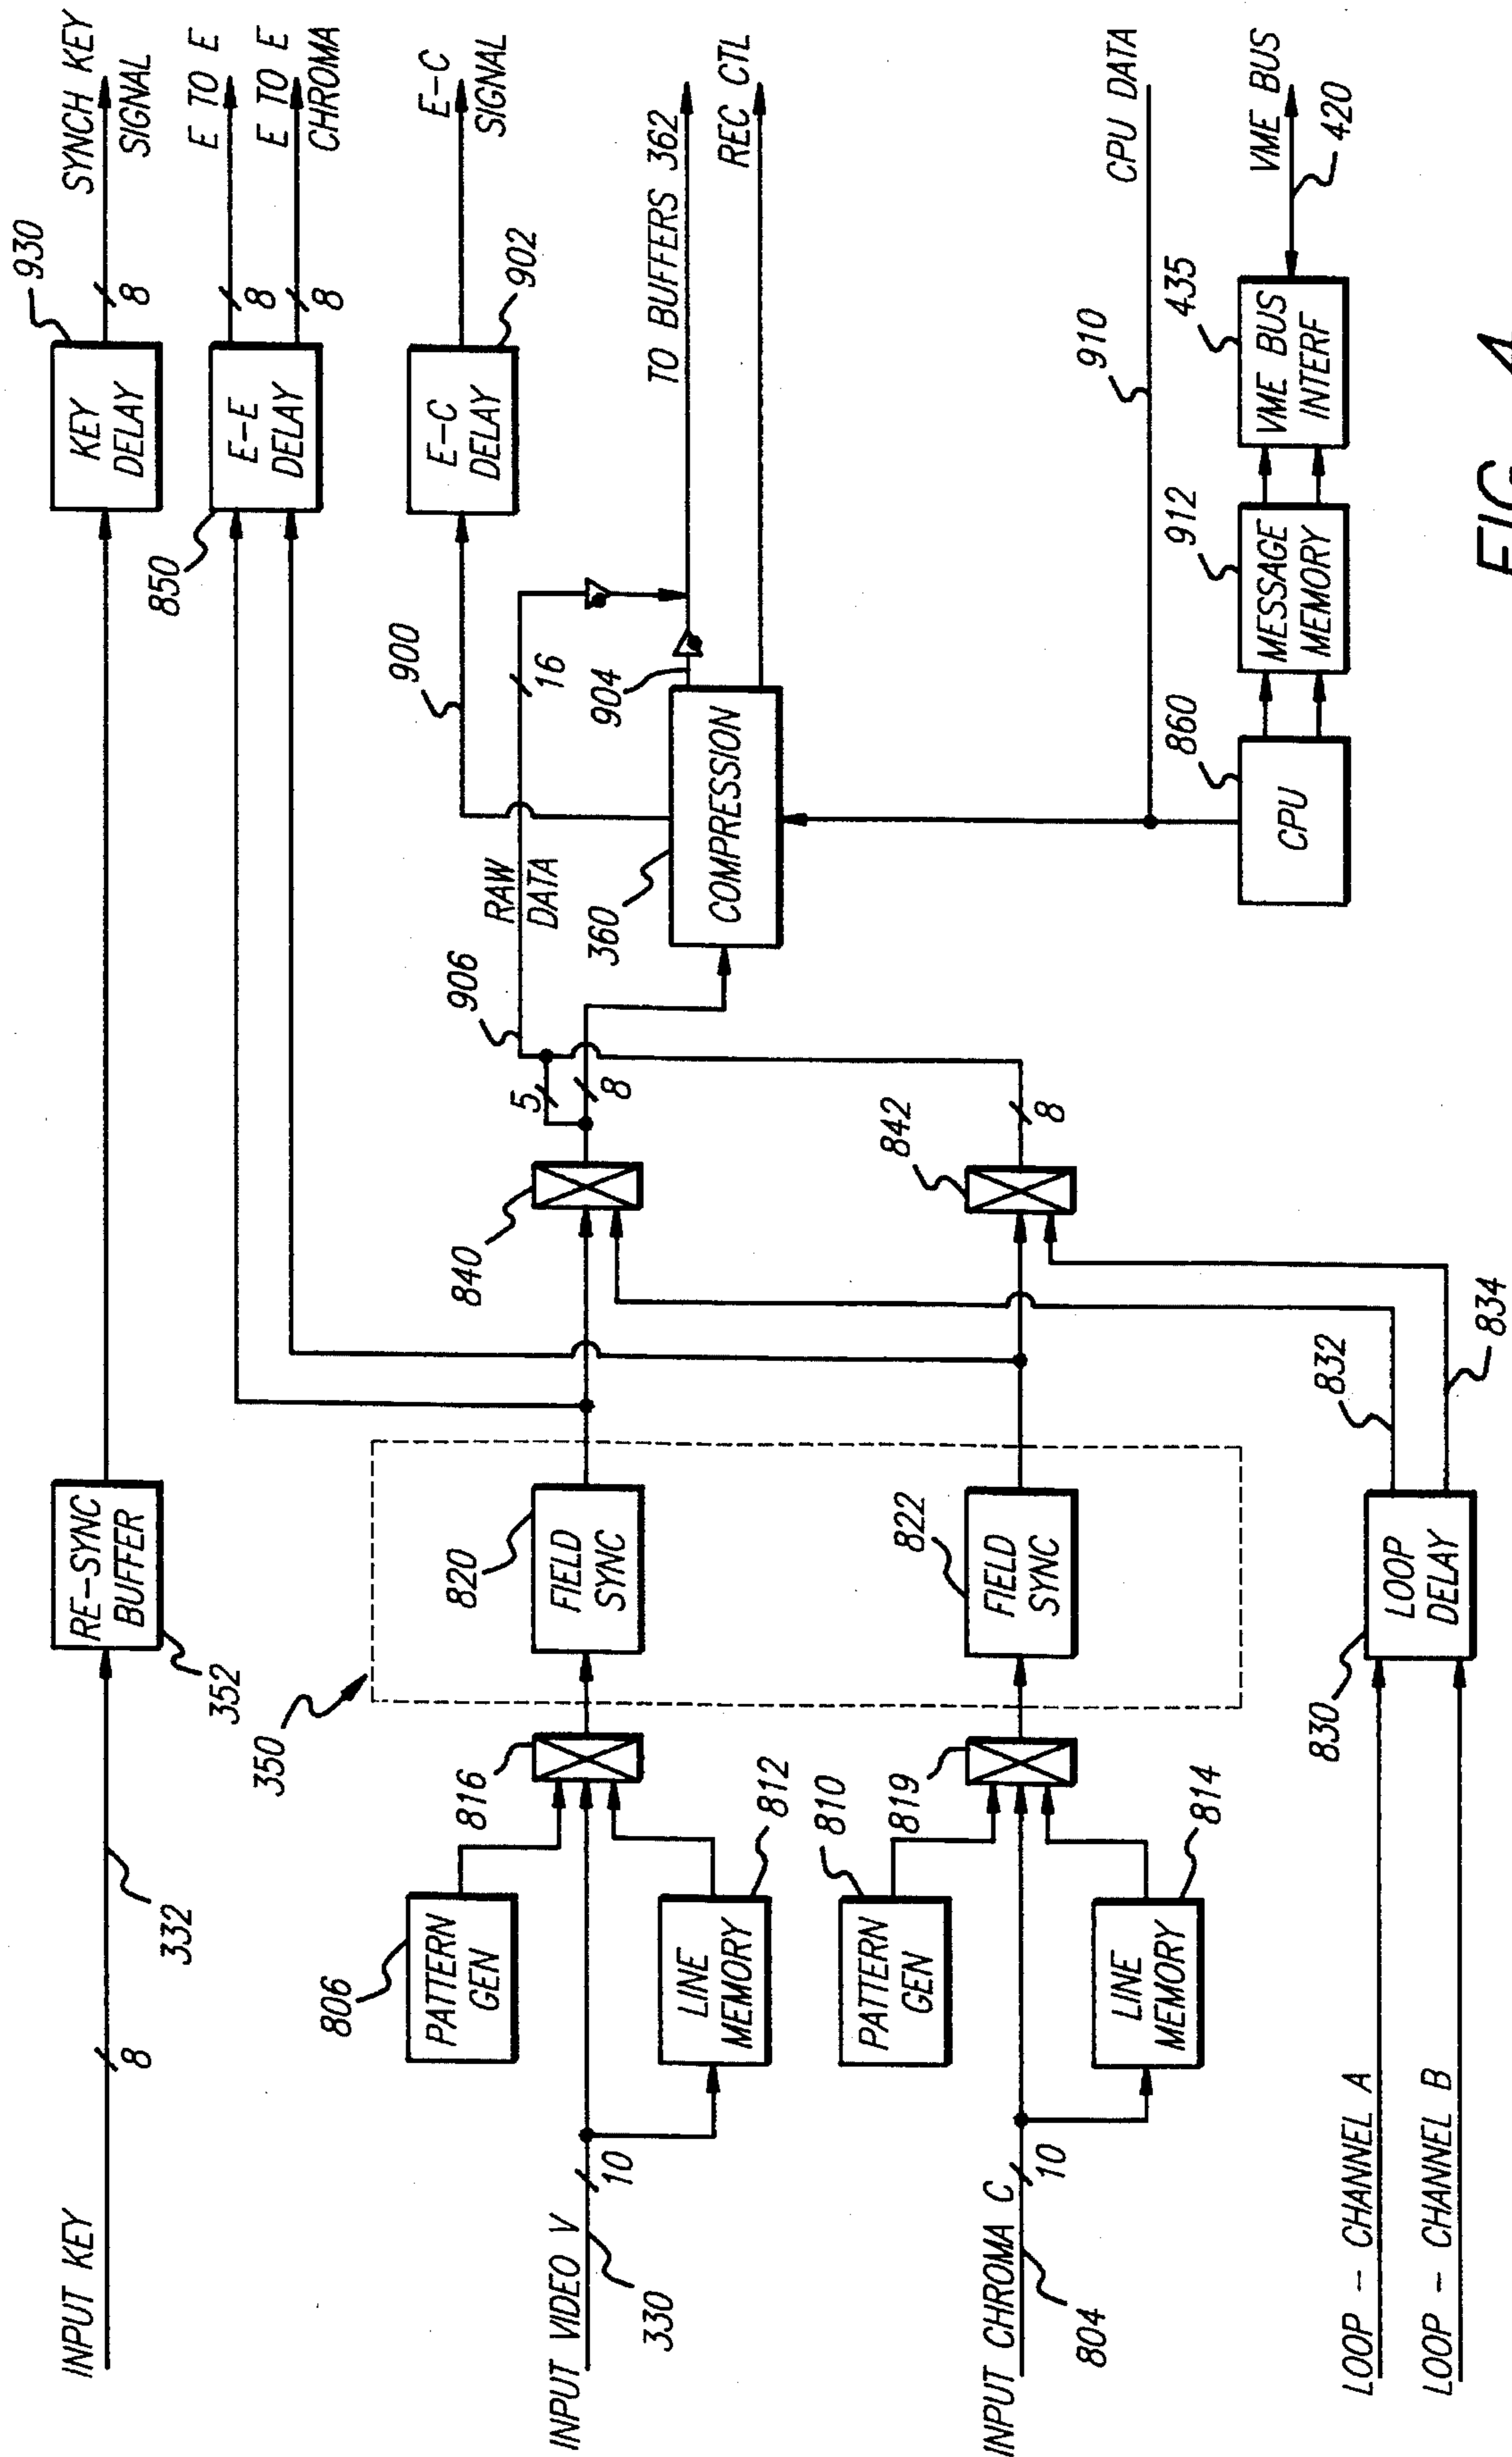 INPUT KEY
8
332
RE-SYNC
BUFFER
352
930
KEY
DELAY
8
SYNCH KEY
SIGNAL
850
E-E
DELAY
8
8
E TO E
E TO E
CHROMA
350
806
PATTERN
GEN
816
INPUT VIDEO V
10
330
LINE
MEMORY
812
820
FIELD
SYNC
840
5
8
906
RAW
DATA
16
900
E-C
DELAY
902
E-C
SIGNAL
904
360
COMPRESSION
TO BUFFERS 362
REC CTL
810
PATTERN
GEN
819
INPUT CHROMA C
10
804
LINE
MEMORY
814
822
FIELD
SYNC
842
8
910
CPU DATA
860
CPU
912
MESSAGE
MEMORY
435
VME BUS
INTERF
VME BUS
420
LOOP - CHANNEL A
LOOP - CHANNEL B
830
LOOP
DELAY
832
834
FIG. 4